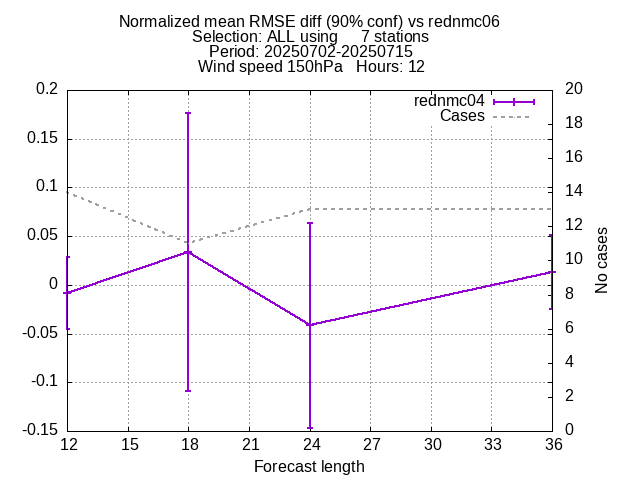 Normalized mean RMSE diff (90% conf) vs rednmc06
Selection: ALL using 7 stations
Period: 20250702-20250715
Wind speed 150hPa Hours: 12
0.2
0.15
0.1
0.05
0
-0.05
-0.1
-0.15
rednmc04
Cases
20
18
16
14
12
10
8
6
4
2
0
No cases
12 15 18 21 24 27 30 33 36
Forecast length